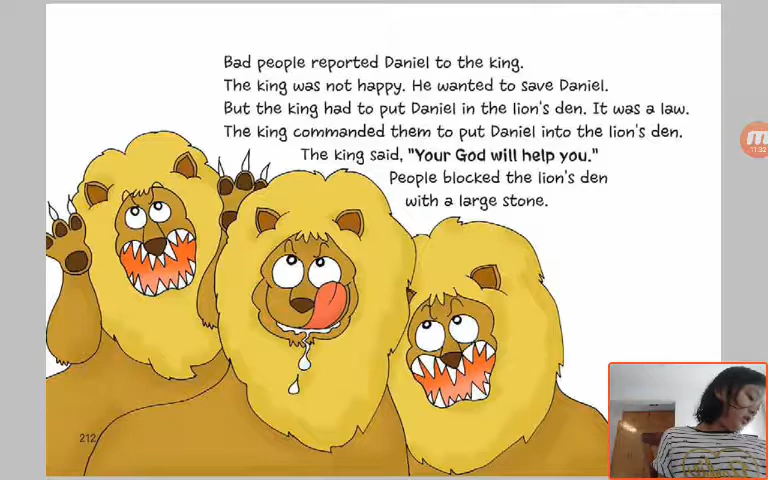 Bad people reported Daniel to the king.
The king was not happy. He wanted to save Daniel.
But the king had to put Daniel in the lion's den. It was a law.
The king commanded them to put Daniel into the lion's den.
The king said, "Your God will help you."
People blocked the lion's den
with a large stone.
212
11:32